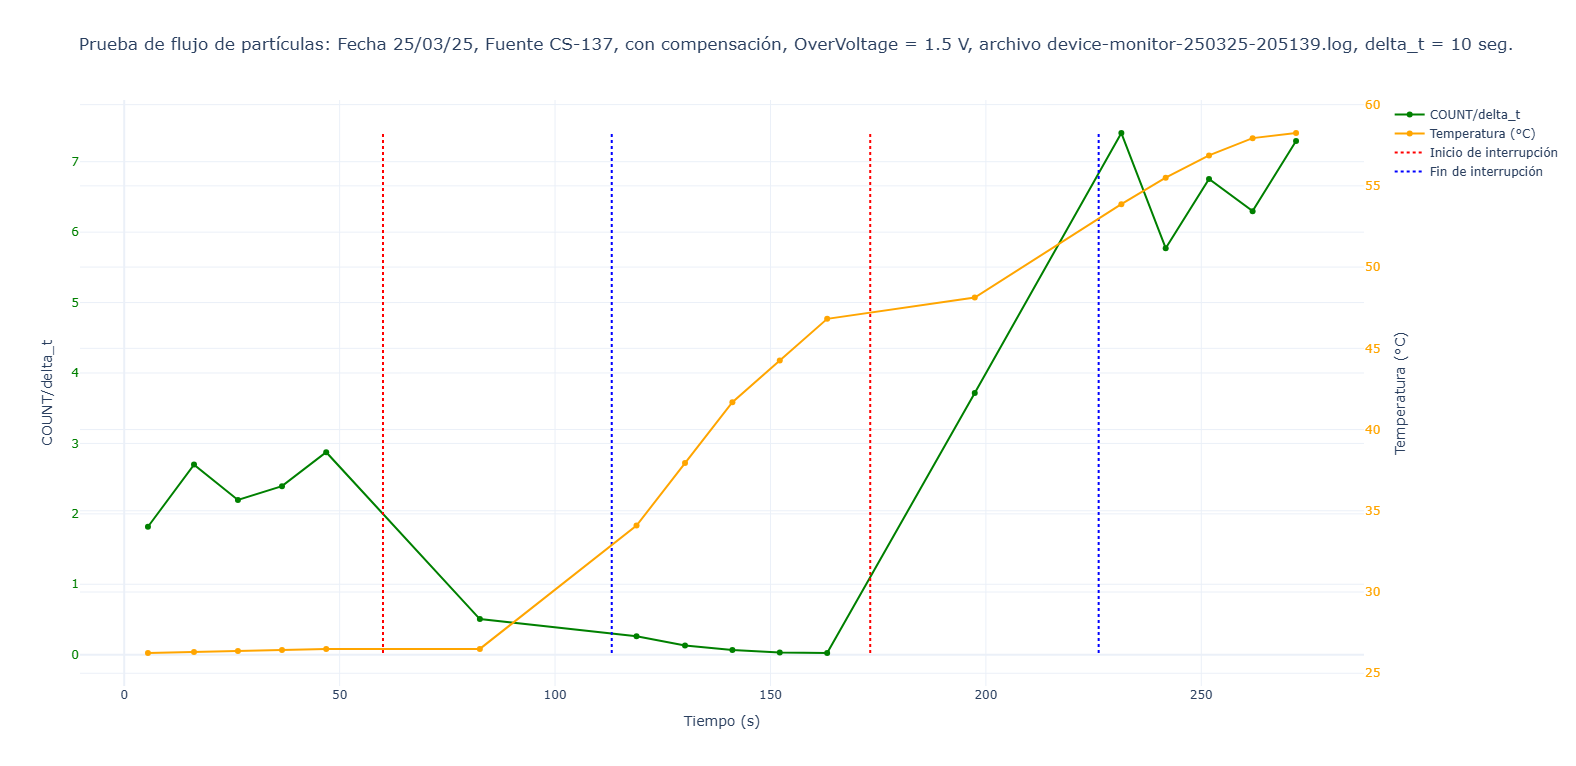 Prueba de flujo de partículas: Fecha 25/03/25, Fuente CS-137, con compensación, OverVoltage = 1.5 V, archivo device-monitor-250325-205139.log, delta_t = 10 seg.
COUNT/delta_t
Temperatura (°C)
Inicio de interrupción
Fin de interrupción
COUNT/delta_t
7
6
5
4
3
2
1
0
60
55
50
45
40
35
30
25
Temperatura (°C)
0
50
100
150
200
250
Tiempo (s)